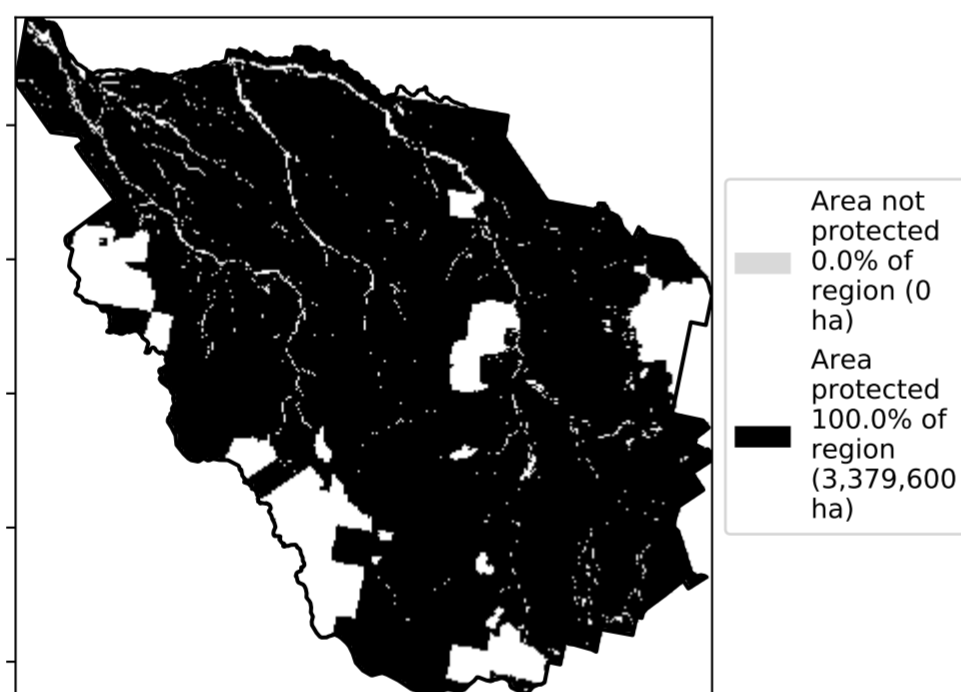 Area not
protected
0.0% of
region (0
ha)
Area
protected
100.0% of
region
(3,379,600
ha)